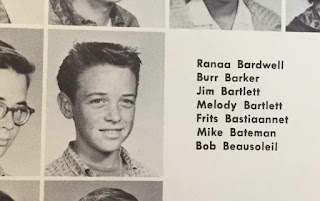 Ranaa Bardwell
Burr Barker
Jim Bartlett
Melody Bartlett
Frits Bastiaannet
Mike Bateman
Bob Beausoleil